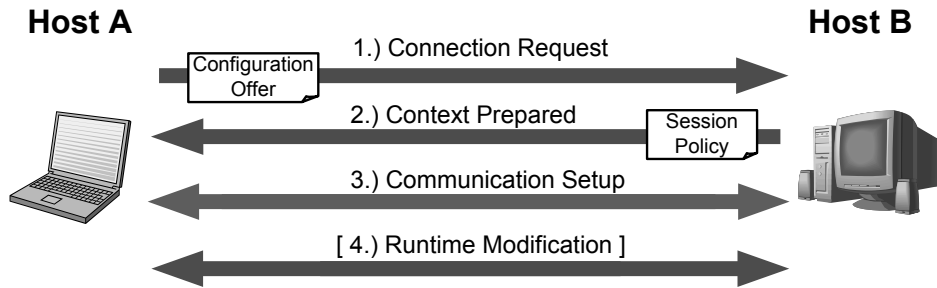 Host A
Host B
1.) Connection Request
Configuration
Offer
2.) Context Prepared
Session
Policy
3.) Communication Setup
[ 4.) Runtime Modification ]